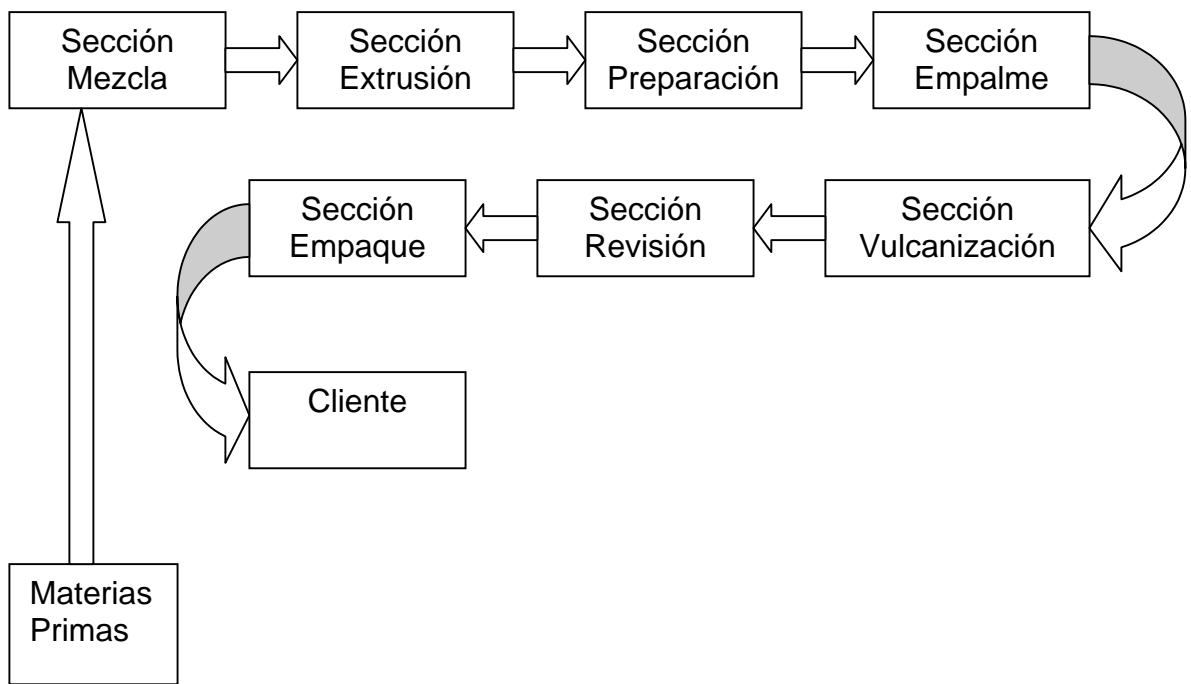 Sección
Mezcla
Sección
Extrusión
Sección
Preparación
Sección
Empalme
Sección
Empaque
Sección
Revisión
Sección
Vulcanización
Cliente
Materias
Primas